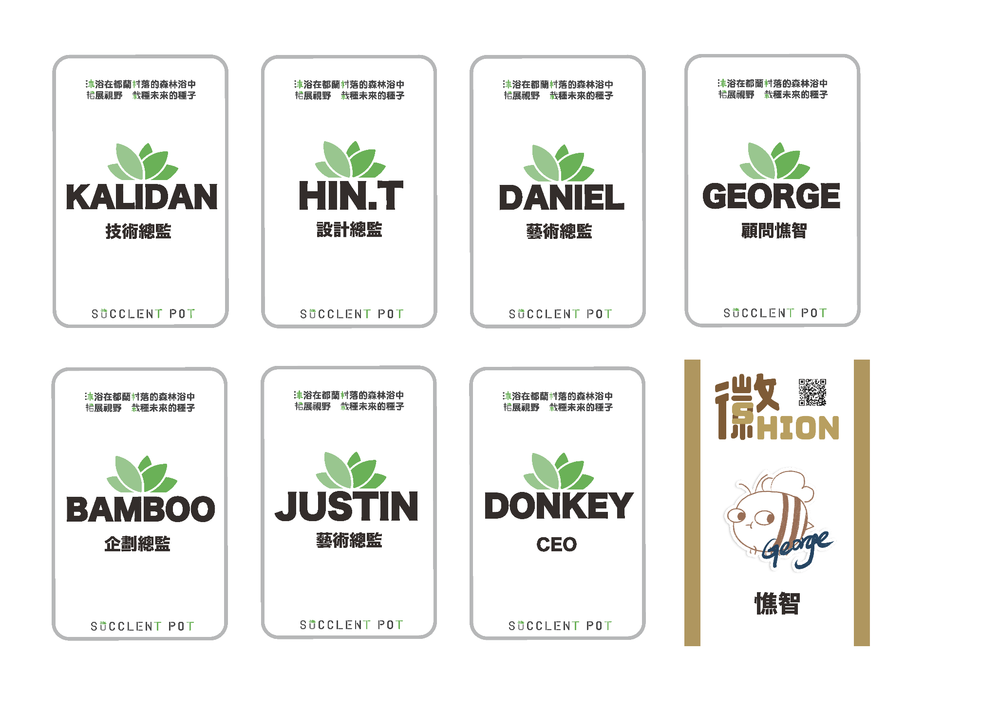 沐浴在都蘭村落的森林浴中
拓展視野 栽種未來的種子
KALIDAN
技術總監
SUCCLENT POT
沐浴在都蘭村落的森林浴中
拓展視野 栽種未來的種子
HIN.T
設計總監
SUCCLENT POT
沐浴在都蘭村落的森林浴中
拓展視野 栽種未來的種子
DANIEL
藝術總監
SUCCLENT POT
沐浴在都蘭村落的森林浴中
拓展視野 栽種未來的種子
GEORGE
顧問憔智
SUCCLENT POT
沐浴在都蘭村落的森林浴中
拓展視野 栽種未來的種子
BAMBOO
企劃總監
SUCCLENT POT
沐浴在都蘭村落的森林浴中
拓展視野 栽種未來的種子
JUSTIN
藝術總監
SUCCLENT POT
沐浴在都蘭村落的森林浴中
拓展視野 栽種未來的種子
DONKEY
CEO
SUCCLENT POT
徽
SHION
George
憔智